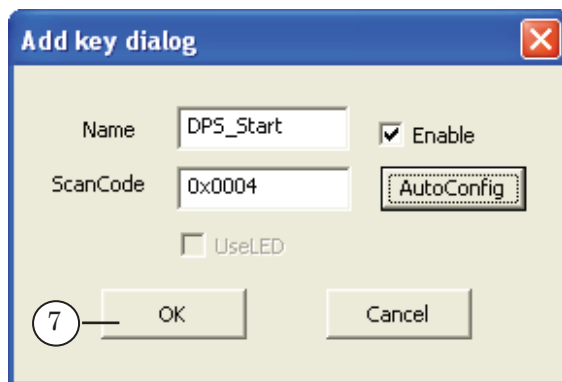 Add key dialog
Name DPS_Start Enable
ScanCode 0x0004 AutoConfig
UseLED
7 OK Cancel